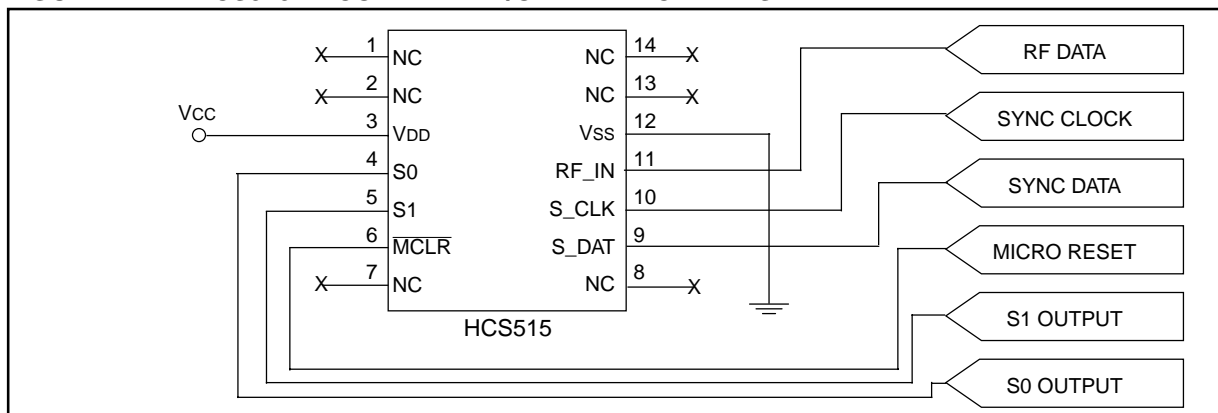 1 NC NC 14 RF DATA
X X
2 NC NC 13
X X
VCC
3 VDD VSS 12 SYNC CLOCK
4 S0 RF_IN 11
5 S1 S_CLK 10 SYNC DATA
6 MCLR S_DAT 9 MICRO RESET
7 NC NC 8
X X
HCS515
S1 OUTPUT
S0 OUTPUT